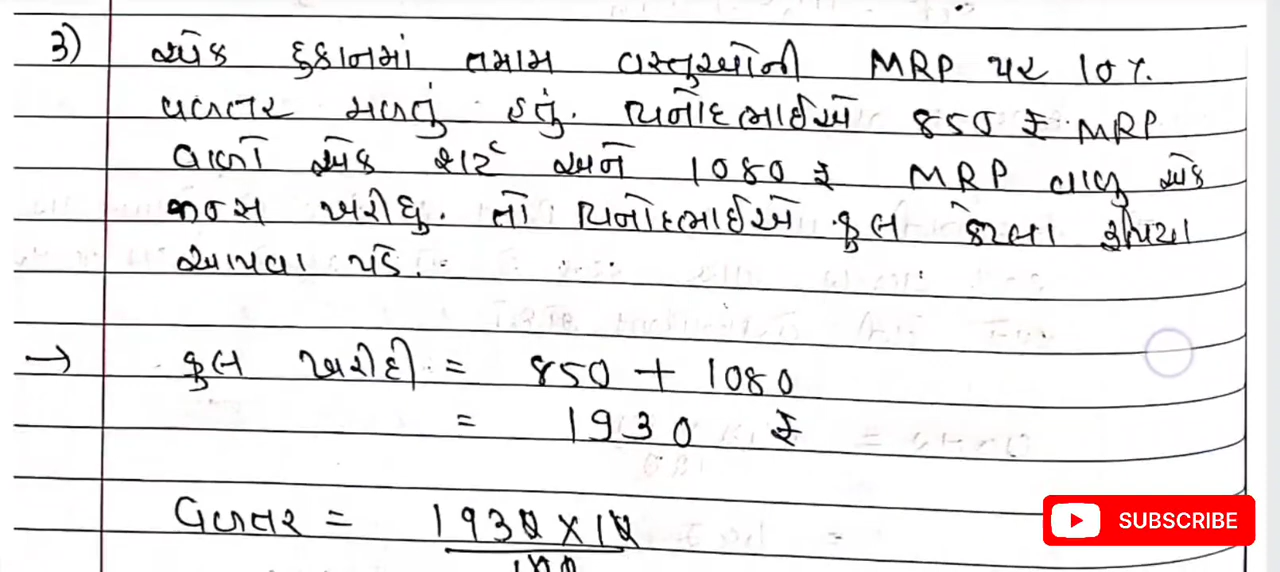 3) એક દુકાનમાં તમામ વસ્તુઓની MRP પર 10%
વળતર મળતું હતું. વિનોદભાઈએ 850 ₹ MRP
વાળો એક શર્ટ અને 1080 ₹ MRP વાળુ એક
જીન્સ ખરીદ્યુ. તો વિનોદભાઈએ કુલ કેટલા રૂપિયા
આપવા પડે.
→ કુલ ખરીદી = 850 + 1080
= 1930 ₹
વળતર = 1930 × 10
100
SUBSCRIBE